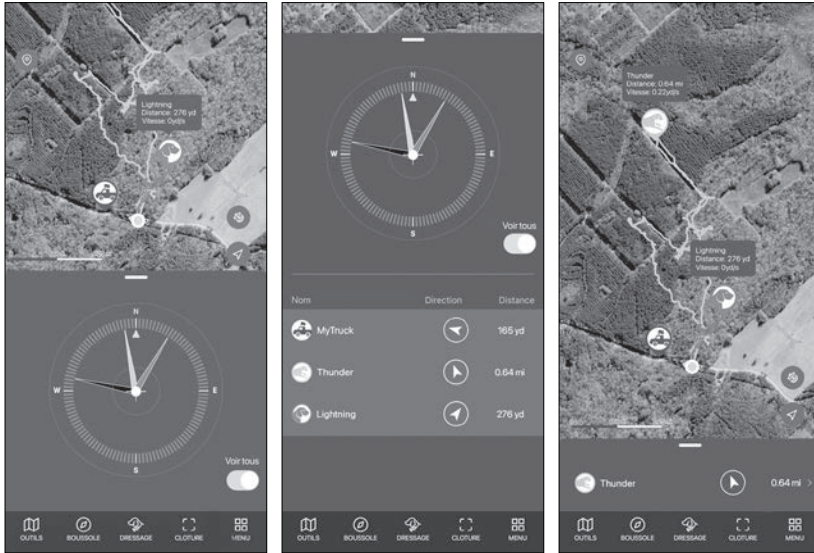 Lightning
Distance: 276 yd
Vitesse: 0yd/s
N
W
E
S
Voir tous
OUTILS BOUSSOLE DRESSAGE CLOTURE MENU
N
W
E
S
Voir tous
Nom Direction Distance
MyTruck 165 yd
Thunder 0.64 mi
Lightning 276 yd
OUTILS BOUSSOLE DRESSAGE CLOTURE MENU
Thunder
Distance: 0.64 mi
Vitesse: 0.22yd/s
Lightning
Distance: 276 yd
Vitesse: 0yd/s
Thunder 0.64 mi >
OUTILS BOUSSOLE DRESSAGE CLOTURE MENU